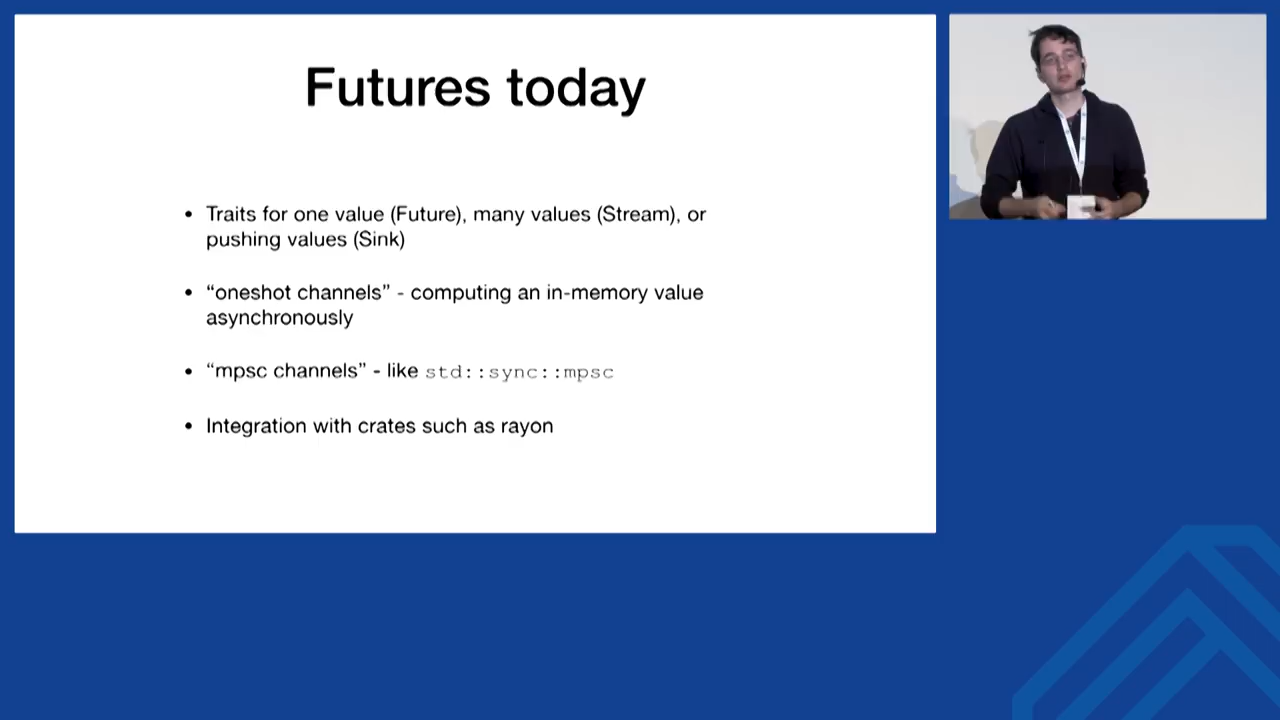 Futures today
• Traits for one value (Future), many values (Stream), or
pushing values (Sink)
• “oneshot channels” - computing an in-memory value
asynchronously
• “mpsc channels” - like std::sync::mpsc
• Integration with crates such as rayon